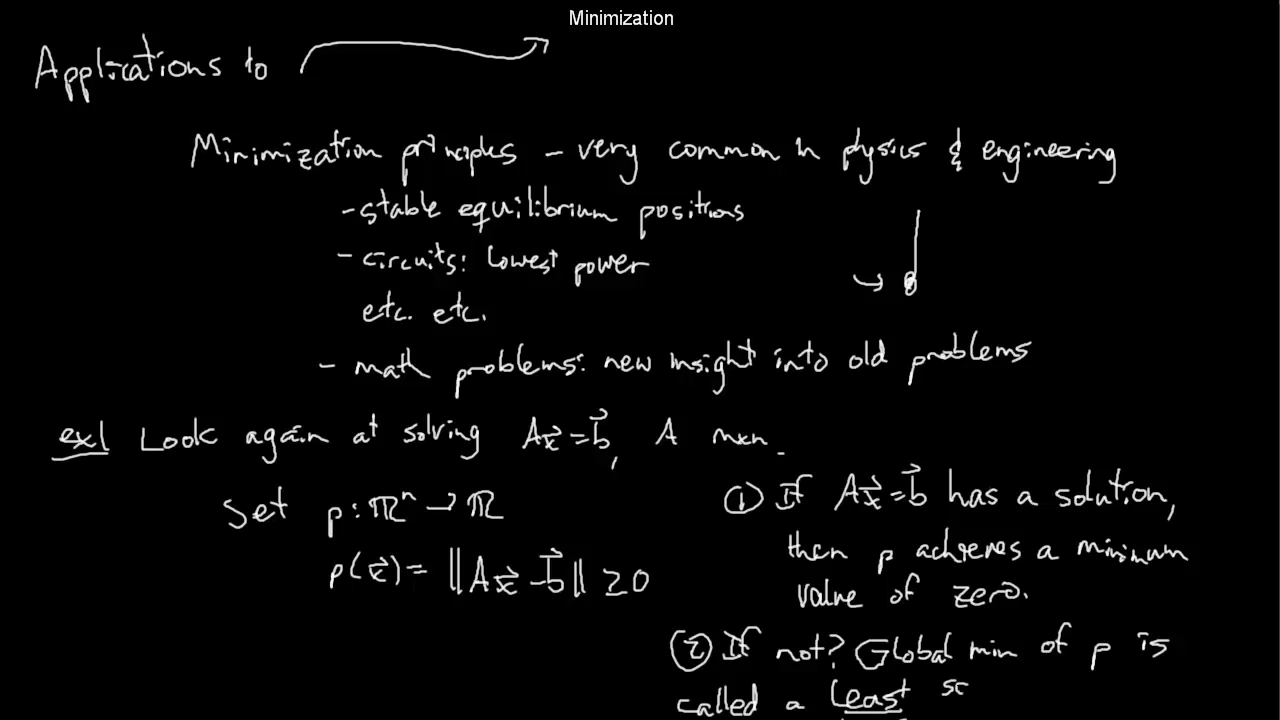 Minimization
Applications to
Minimization principles - very common in physics & engineering
- stable equilibrium positions
- circuits: lowest power
etc. etc.
- math problems: new insight into old problems
ex1 Look again at solving Ax⃗=b⃗, A mxn.
Set p: ℝⁿ → ℝ
p(x⃗) = ||Ax⃗ - b⃗|| ≥ 0
① If Ax⃗=b⃗ has a solution,
then p achieves a minimum
value of zero.
② If not? Global min of p is
called a least sq